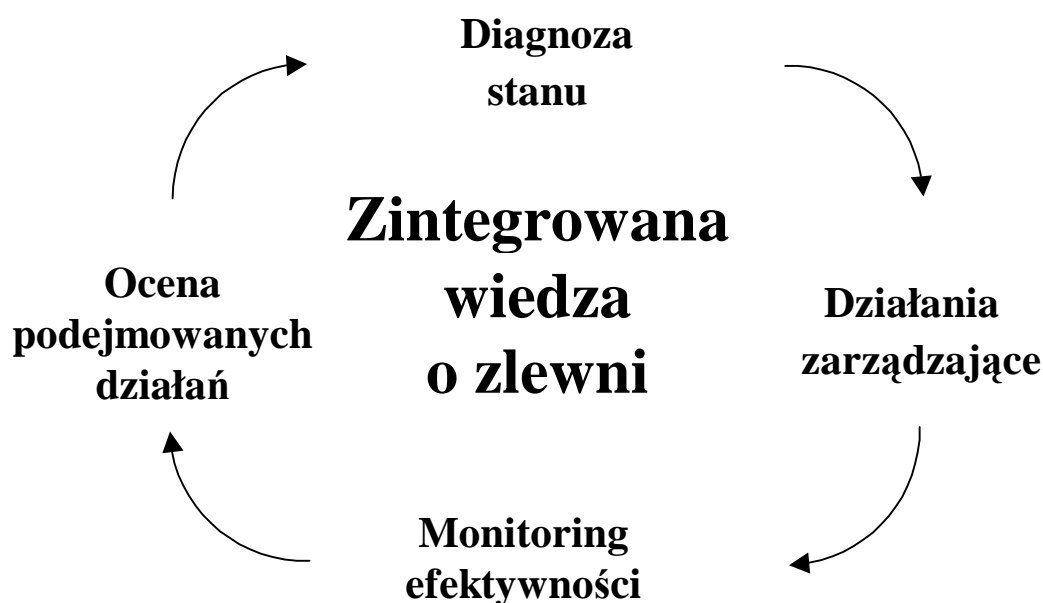 Diagnoza
stanu
Zintegrowana
wiedza
o zlewni
Ocena
podejmowanych
działań
Działania
zarządzające
Monitoring
efektywności